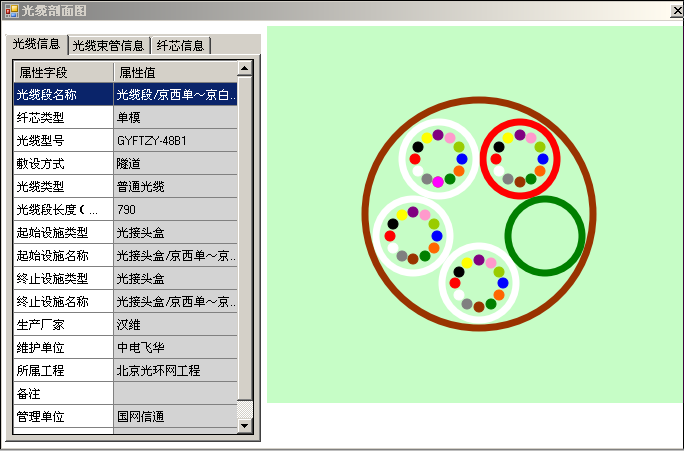 光缆剖面图
光缆信息 光缆束管信息 纤芯信息
属性字段 属性值
光缆段名称 光缆段/京西单～京白..
纤芯类型 单模
光缆型号 GYFTZY-48B1
敷设方式 隧道
光缆类型 普通光缆
光缆段长度( ... 790
起始设施类型 光接头盒
起始设施名称 光接头盒/京西单～京..
终止设施类型 光接头盒
终止设施名称 光接头盒/京西单～京..
生产厂家 汉维
维护单位 中电飞华
所属工程 北京光环网工程
备注
管理单位 国网信通